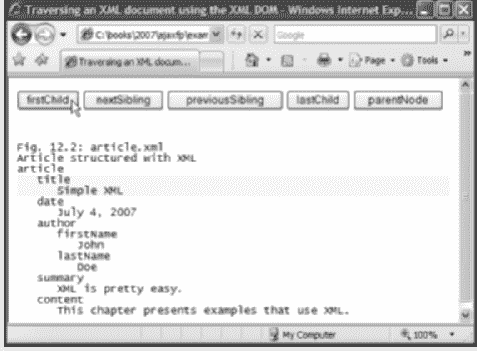 Traversing an XML document using the XML DOM - Windows Internet Exp...
C:\books\2007\ajaxfp\exam
Google
Traversing an XML docum...
Page
Tools
firstChild nextSibling previousSibling lastChild parentNode
Fig. 12.2: article.xml
Article structured with XML
article
title
Simple XML
date
July 4, 2007
author
firstName
John
lastName
Doe
summary
XML is pretty easy.
content
This chapter presents examples that use XML.
My Computer
100%